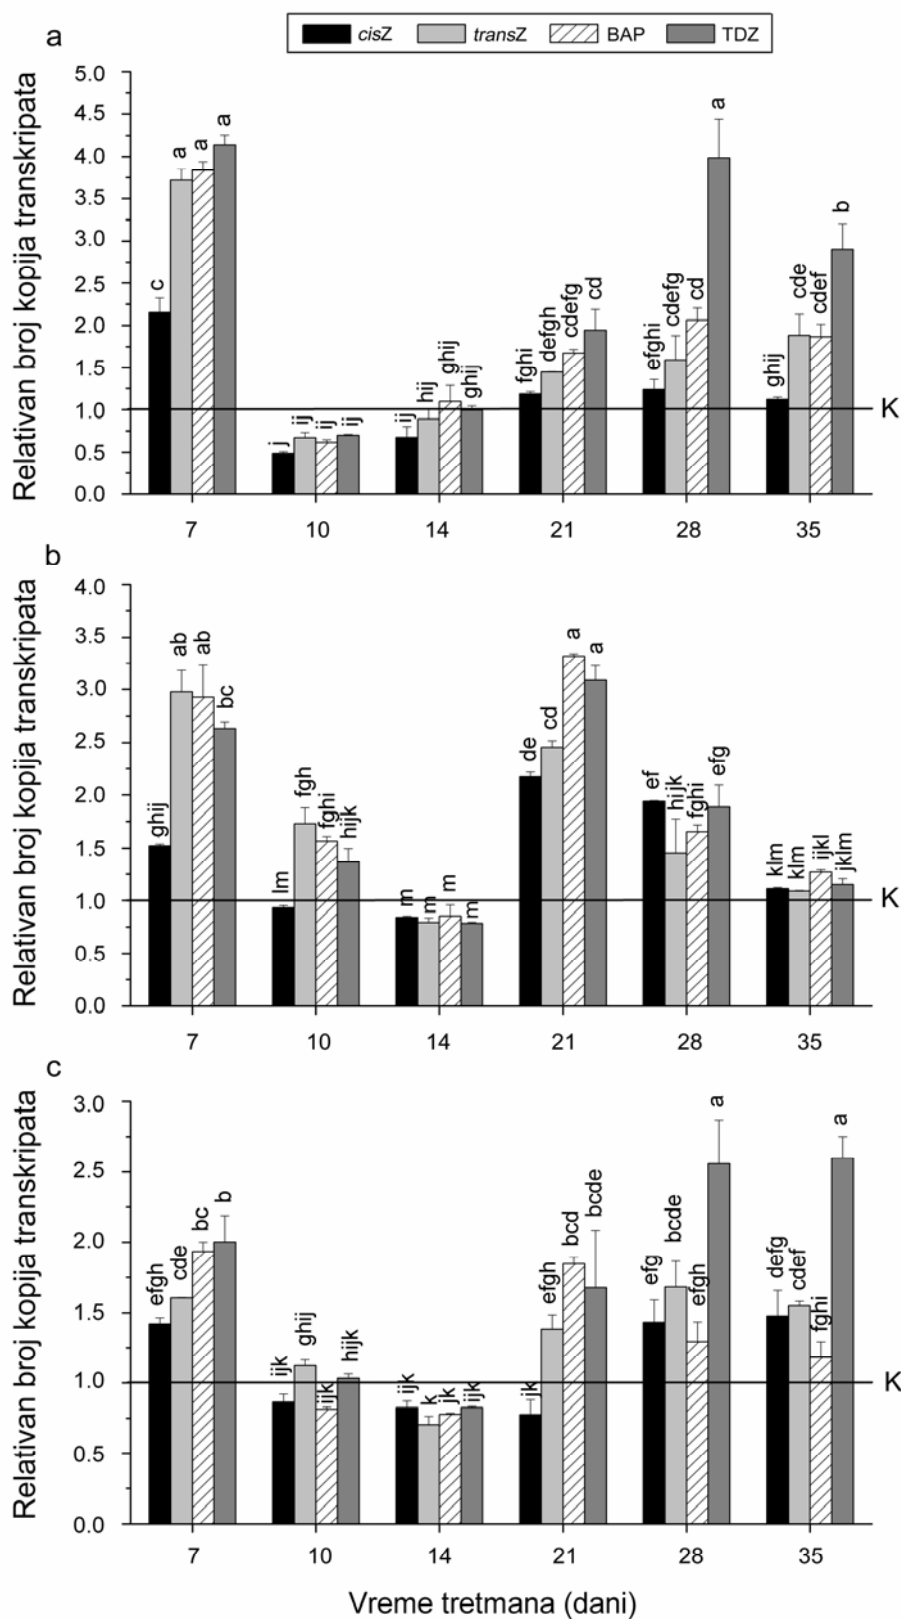 a
cisZ transZ BAP TDZ
Relativan broj kopija transkripata
5.0
4.5
4.0
3.5
3.0
2.5
2.0
1.5
1.0
0.5
0.0
c a a a
j ij ij ij
ij hij ghij ghij
fghi defgh cdefg cd
efghi cdefg cd a
ghij cde cdef b
K
7 10 14 21 28 35
b
Relativan broj kopija transkripata
4.0
3.5
3.0
2.5
2.0
1.5
1.0
0.5
0.0
ghij ab ab bc
lm fgh fghi hijk
m m m m
de cd a a
ef hijk fghi efg
klm klm ijkl jklm
K
7 10 14 21 28 35
c
Relativan broj kopija transkripata
3.0
2.5
2.0
1.5
1.0
0.5
0.0
efgh cde bc b
ijk ghij ijk hijk
ijk k jk ijk
jk efgh bcd bcde
efg bcde efgh a
defg cdef fghi a
K
7 10 14 21 28 35
Vreme tretmana (dani)